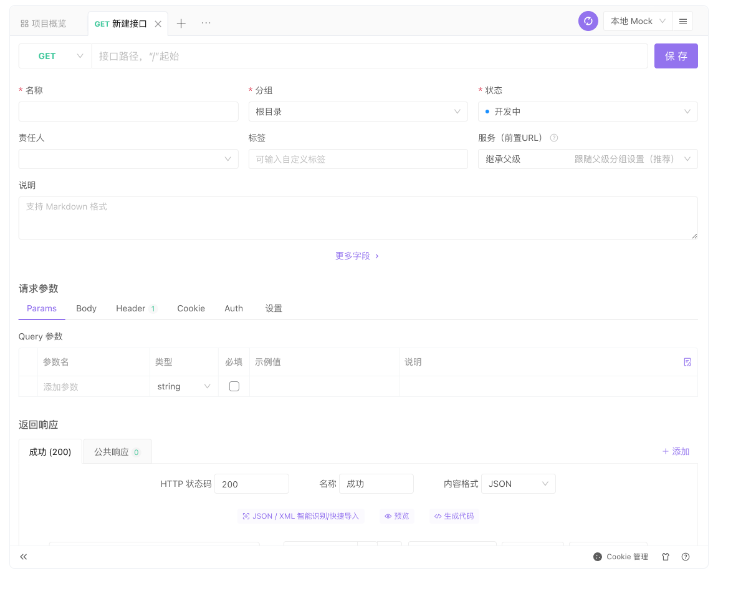 项目概览 GET 新建接口 本地 Mock
GET 接口路径，"/"起始 保 存
* 名称 * 分组 * 状态
根目录 开发中
责任人 标签 服务（前置URL）
可输入自定义标签 继承父级 跟随父级分组设置（推荐）
说明
支持 Markdown 格式
更多字段
请求参数
Params Body Header 1 Cookie Auth 设置
Query 参数
参数名 类型 必填 示例值 说明
添加参数 string
返回响应
成功 (200) 公共响应 0 + 添加
HTTP 状态码 200 名称 成功 内容格式 JSON
JSON / XML 智能识别/快捷导入 预览 生成代码
Cookie 管理